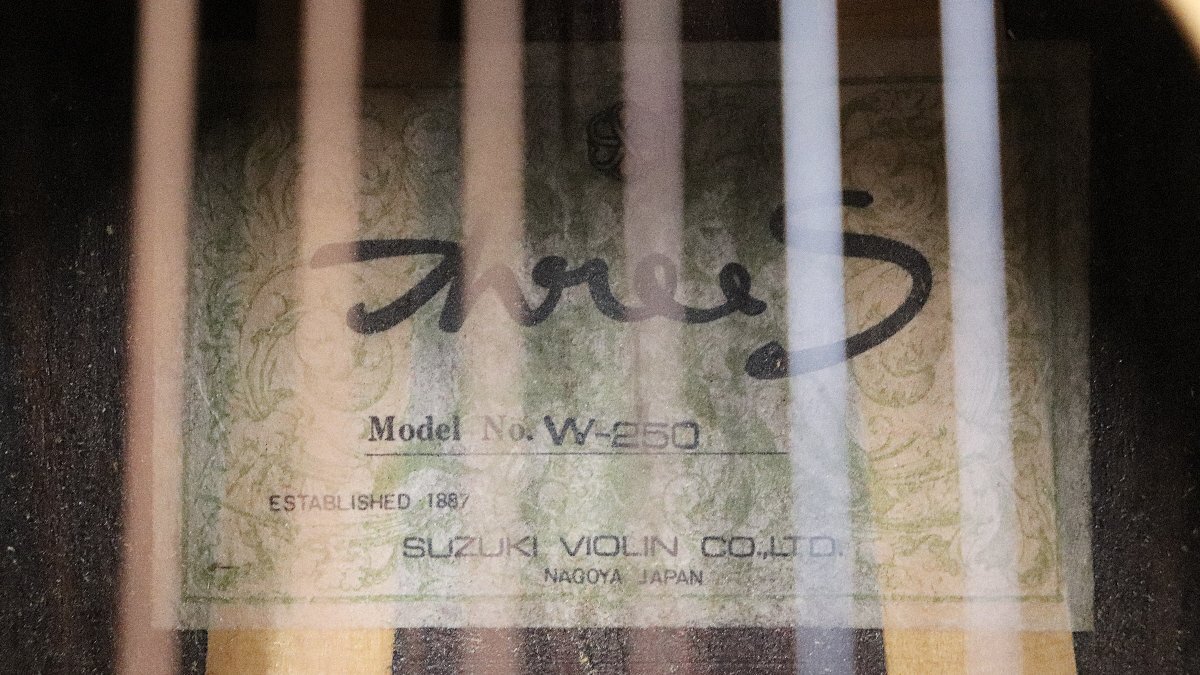 Three S
Model No. W-250
ESTABLISHED 1887
SUZUKI VIOLIN CO.,LTD.
NAGOYA JAPAN